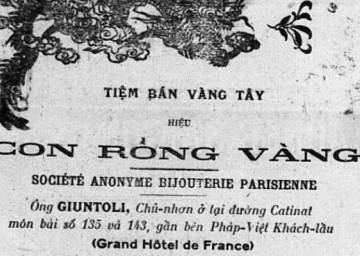 TIỆM BÁN VÀNG TÂY
HIỆU
CON RỒNG VÀNG
SOCIÉTÉ ANONYME BIJOUTERIE PARISIENNE
Ông GIUNTOLI, Chủ-nhơn ở lại đường Catinat
môn bài số 135 và 143, gần bên Pháp-Việt Khách-lầu
(Grand Hôtel de France)